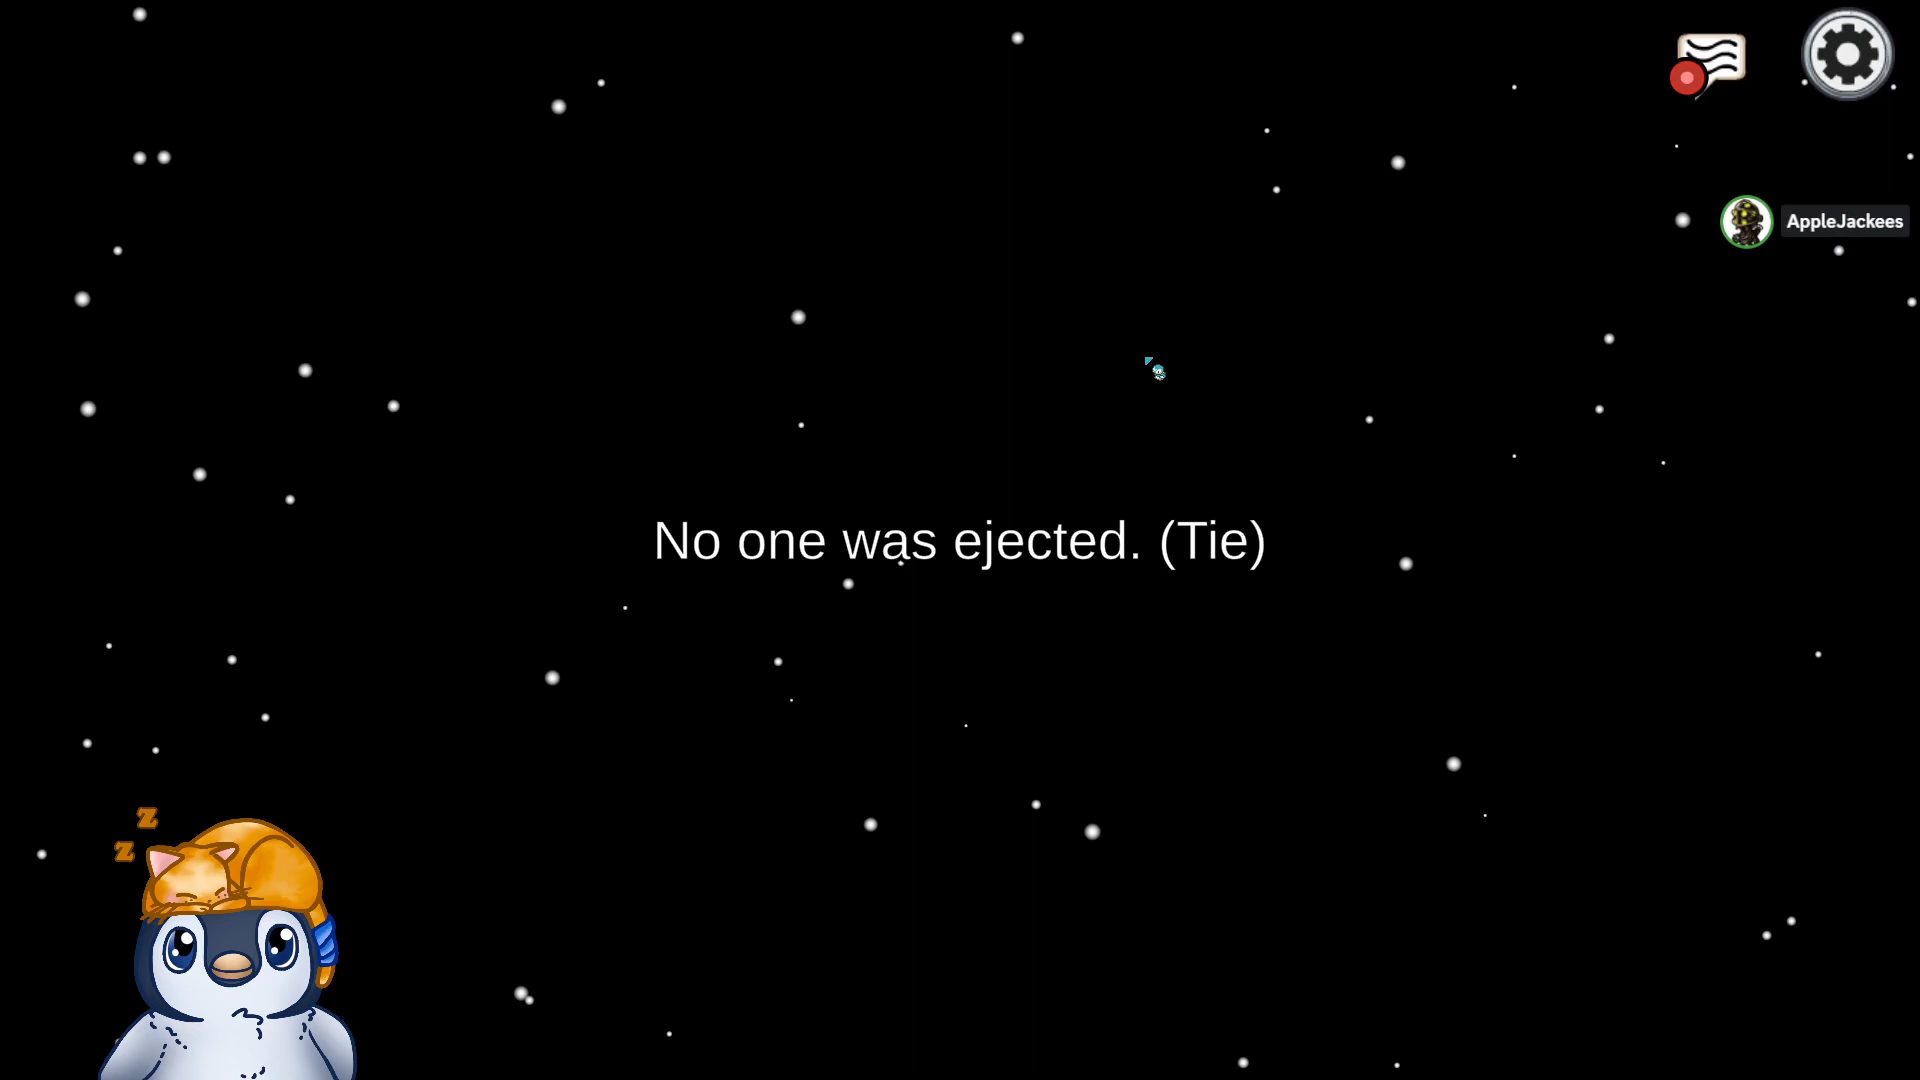 AppleJackees
No one was ejected. (Tie)
z
z